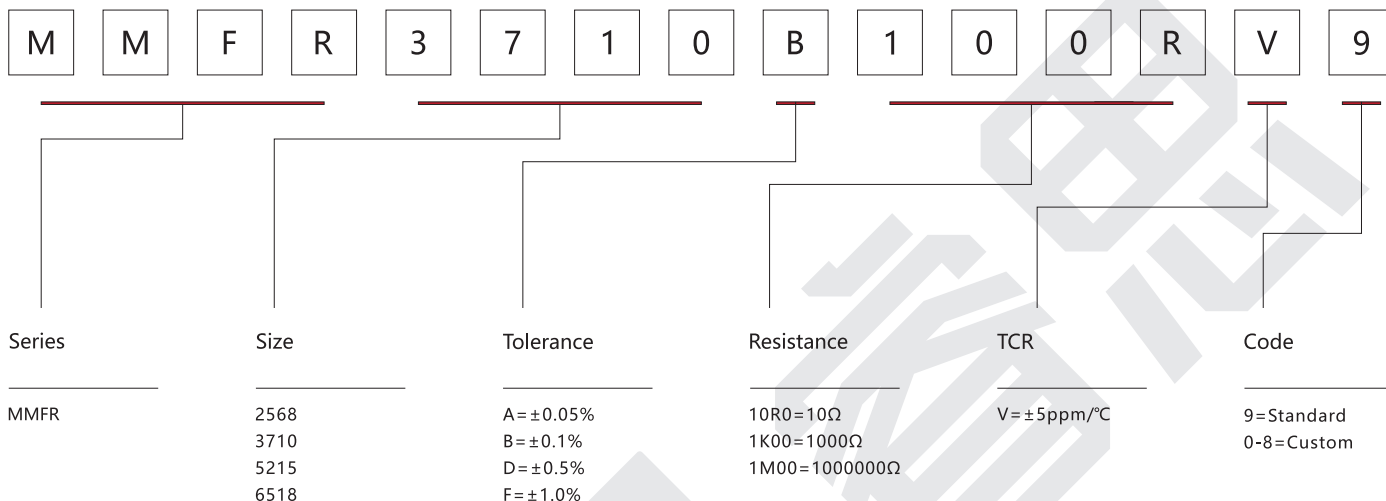 M M F R 3 7 1 0 B 1 0 0 R V 9
Series Size Tolerance Resistance TCR Code
MMFR 2568 A=±0.05% 10R0=10Ω V=±5ppm/℃ 9=Standard
3710 B=±0.1% 1K00=1000Ω 0-8=Custom
5215 D=±0.5% 1M00=1000000Ω
6518 F=±1.0%